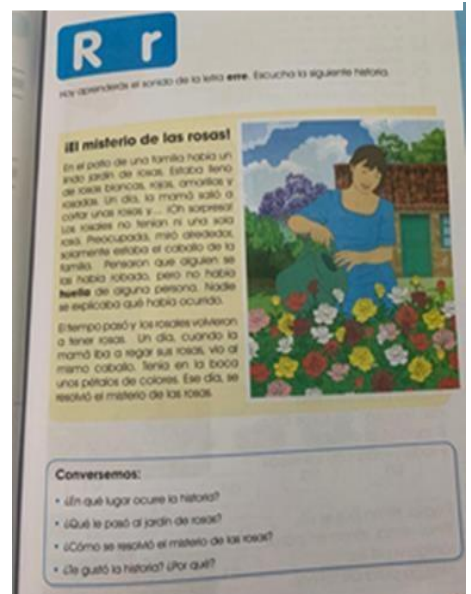 R r
Hoy aprenderás el sonido de la letra erre. Escucha la siguiente historia.
¡El misterio de las rosas!
En el patio de una familia había un
lindo jardín de rosas. Estaba lleno
de rosas blancas, rojas, amarillas y
rosadas. Un día, la mamá salió a
cortar unas rosas y... ¡Oh sorpresa!
Los rosales no tenían ni una sola
rosa. Preocupada, miró alrededor,
solamente estaba el caballo de la
familia. Pensaron que alguien se
las había robado, pero no había
huella de alguna persona. Nadie
se explicaba qué había ocurrido.
El tiempo pasó y los rosales volvieron
a tener rosas. Un día, cuando la
mamá iba a regar sus rosas, vio al
mismo caballo. Tenía en la boca
unos pétalos de colores. Ese día, se
resolvió el misterio de las rosas.
Conversemos:
• ¿En qué lugar ocurre la historia?
• ¿Qué le pasó al jardín de rosas?
• ¿Cómo se resolvió el misterio de las rosas?
• ¿Te gustó la historia? ¿Por qué?